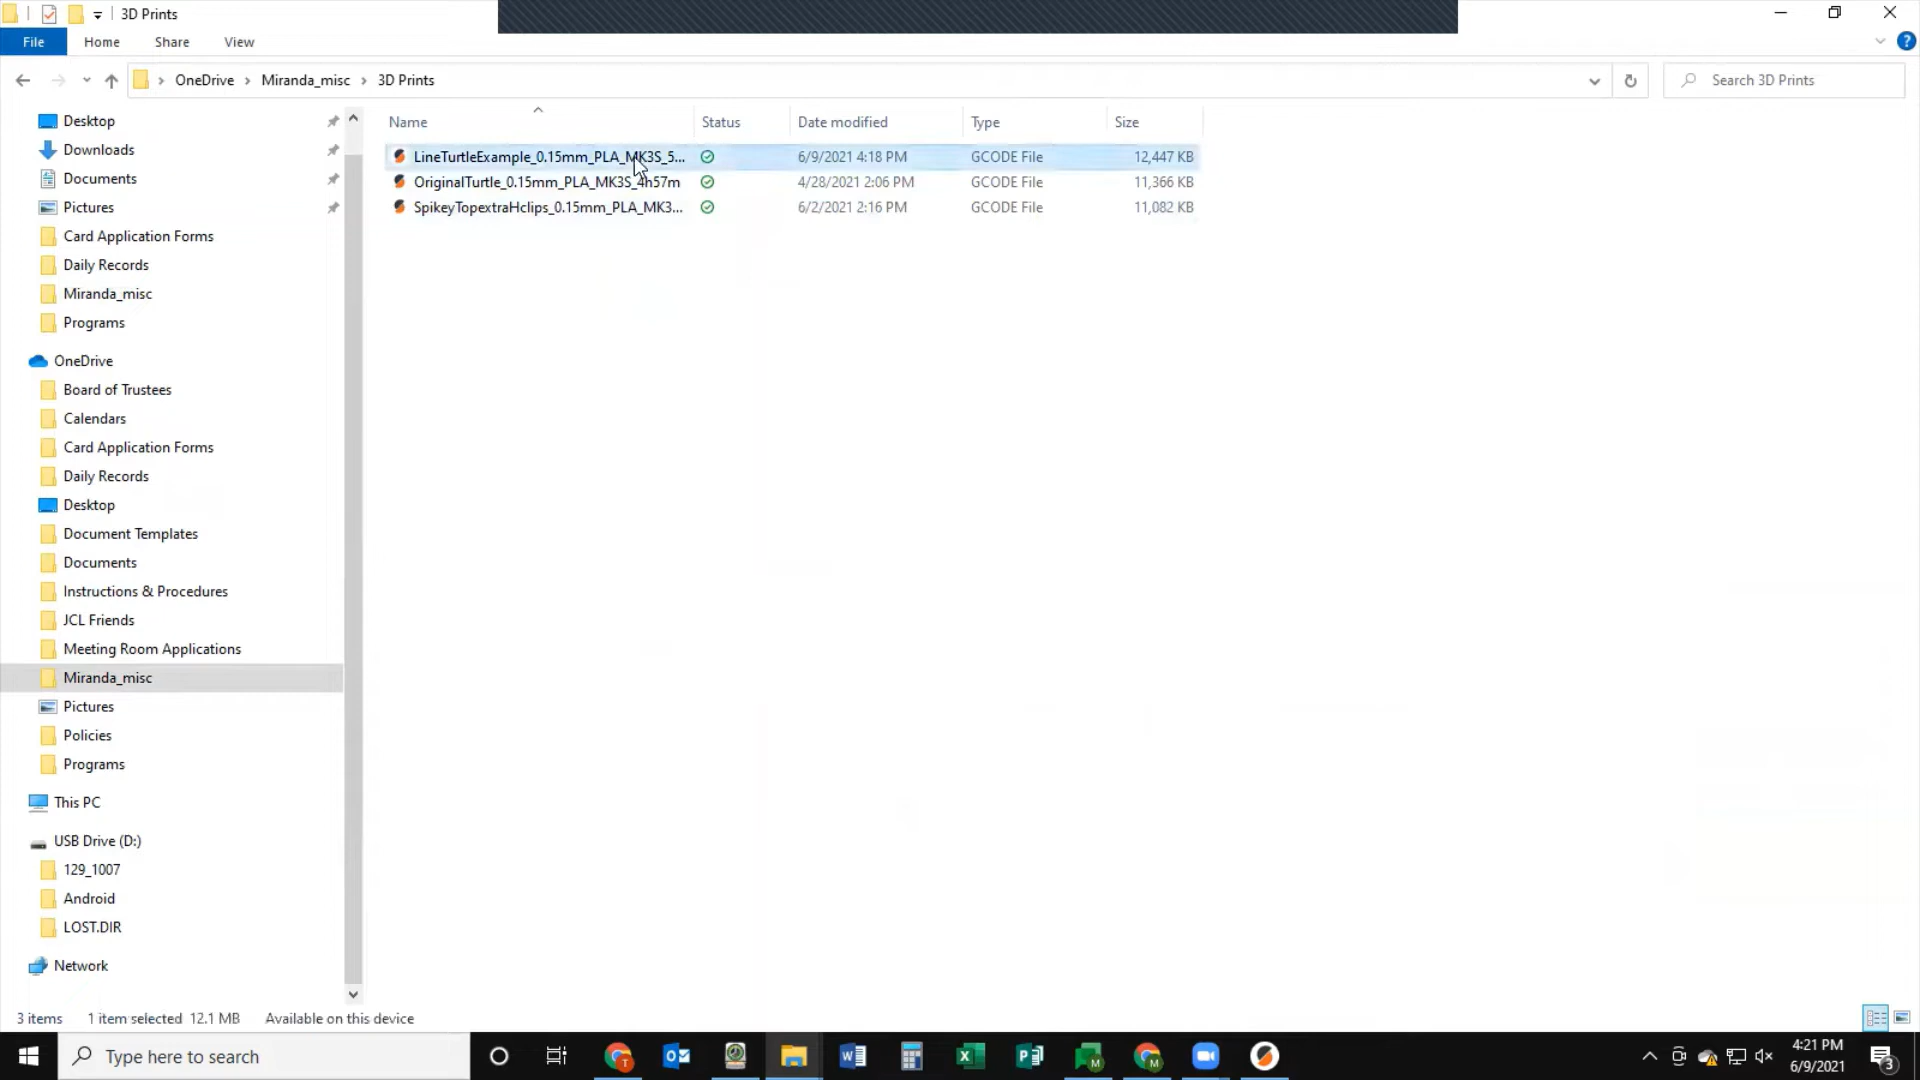 3D Prints
File Home Share View
OneDrive Miranda_misc 3D Prints
Search 3D Prints
Name Status Date modified Type Size
LineTurtleExample_0.15mm_PLA_MK3S_5... 6/9/2021 4:18 PM GCODE File 12,447 KB
OriginalTurtle_0.15mm_PLA_MK3S_4h57m 4/28/2021 2:06 PM GCODE File 11,366 KB
SpikeyTopextraHclips_0.15mm_PLA_MK3... 6/2/2021 2:16 PM GCODE File 11,082 KB
Desktop
Downloads
Documents
Pictures
Card Application Forms
Daily Records
Miranda_misc
Programs
OneDrive
Board of Trustees
Calendars
Card Application Forms
Daily Records
Desktop
Document Templates
Documents
Instructions & Procedures
JCL Friends
Meeting Room Applications
Miranda_misc
Pictures
Policies
Programs
This PC
USB Drive (D:)
129_1007
Android
LOST.DIR
Network
3 items 1 item selected 12.1 MB Available on this device
Type here to search
4:21 PM
6/9/2021
3